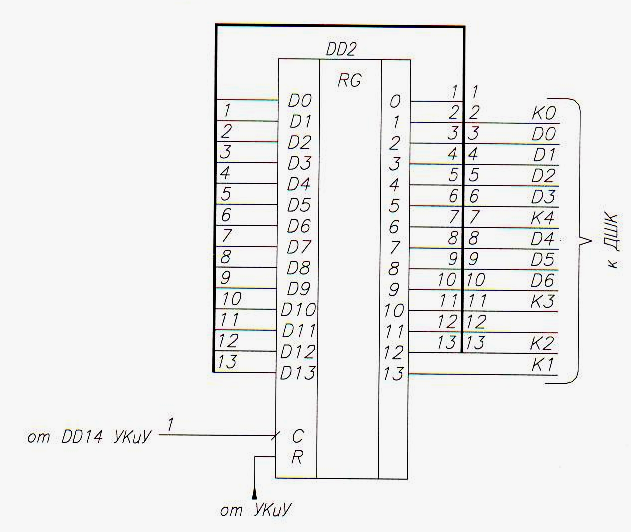 DD2
RG
D0 0 1 1
1 D1 1 2 2 K0
2 D2 2 3 3 D0
3 D3 3 4 4 D1
4 D4 4 5 5 D2
5 D5 5 6 6 D3
6 D6 6 7 7 K4
7 D7 7 8 8 D4
8 D8 8 9 9 D5
9 D9 9 10 10 D6
10 D10 10 11 11 K3
11 D11 11 12 12
12 D12 12 13 13 K2
13 D13 13 K1
к ДШК
от DD14 УКиУ 1 C
R
от УКиУ